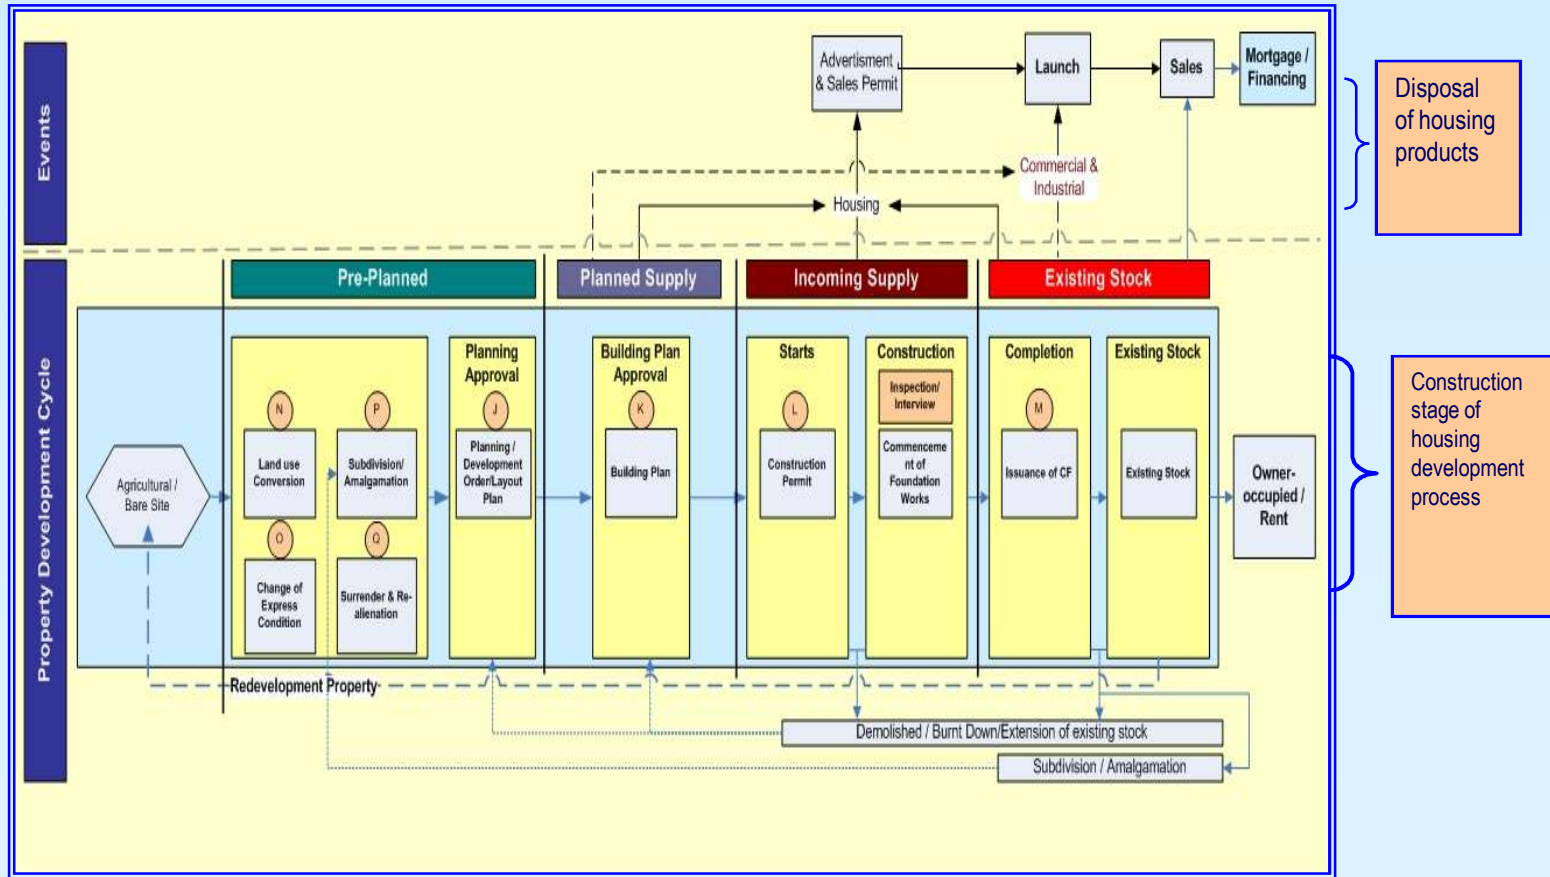 Events
Advertisment
& Sales Permit
Launch
Sales
Mortgage /
Financing
Disposal
of housing
products
Commercial &
Industrial
Housing
Property Development Cycle
Pre-Planned
Planned Supply
Incoming Supply
Existing Stock
Agricultural /
Bare Site
N
Land use
Conversion
P
Subdivision/
Amalgamation
O
Change of
Express
Condition
Q
Surrender & Re-
alienation
Planning
Approval
J
Planning /
Development
Order/Layout
Plan
Building Plan
Approval
K
Building Plan
Starts
L
Construction
Permit
Construction
Inspection/
Interview
Commenceme
nt of
Foundation
Works
Completion
M
Issuance of CF
Existing Stock
Existing Stock
Owner-
occupied /
Rent
Construction
stage of
housing
development
process
Redevelopment Property
Demolished / Burnt Down/Extension of existing stock
Subdivision / Amalgamation